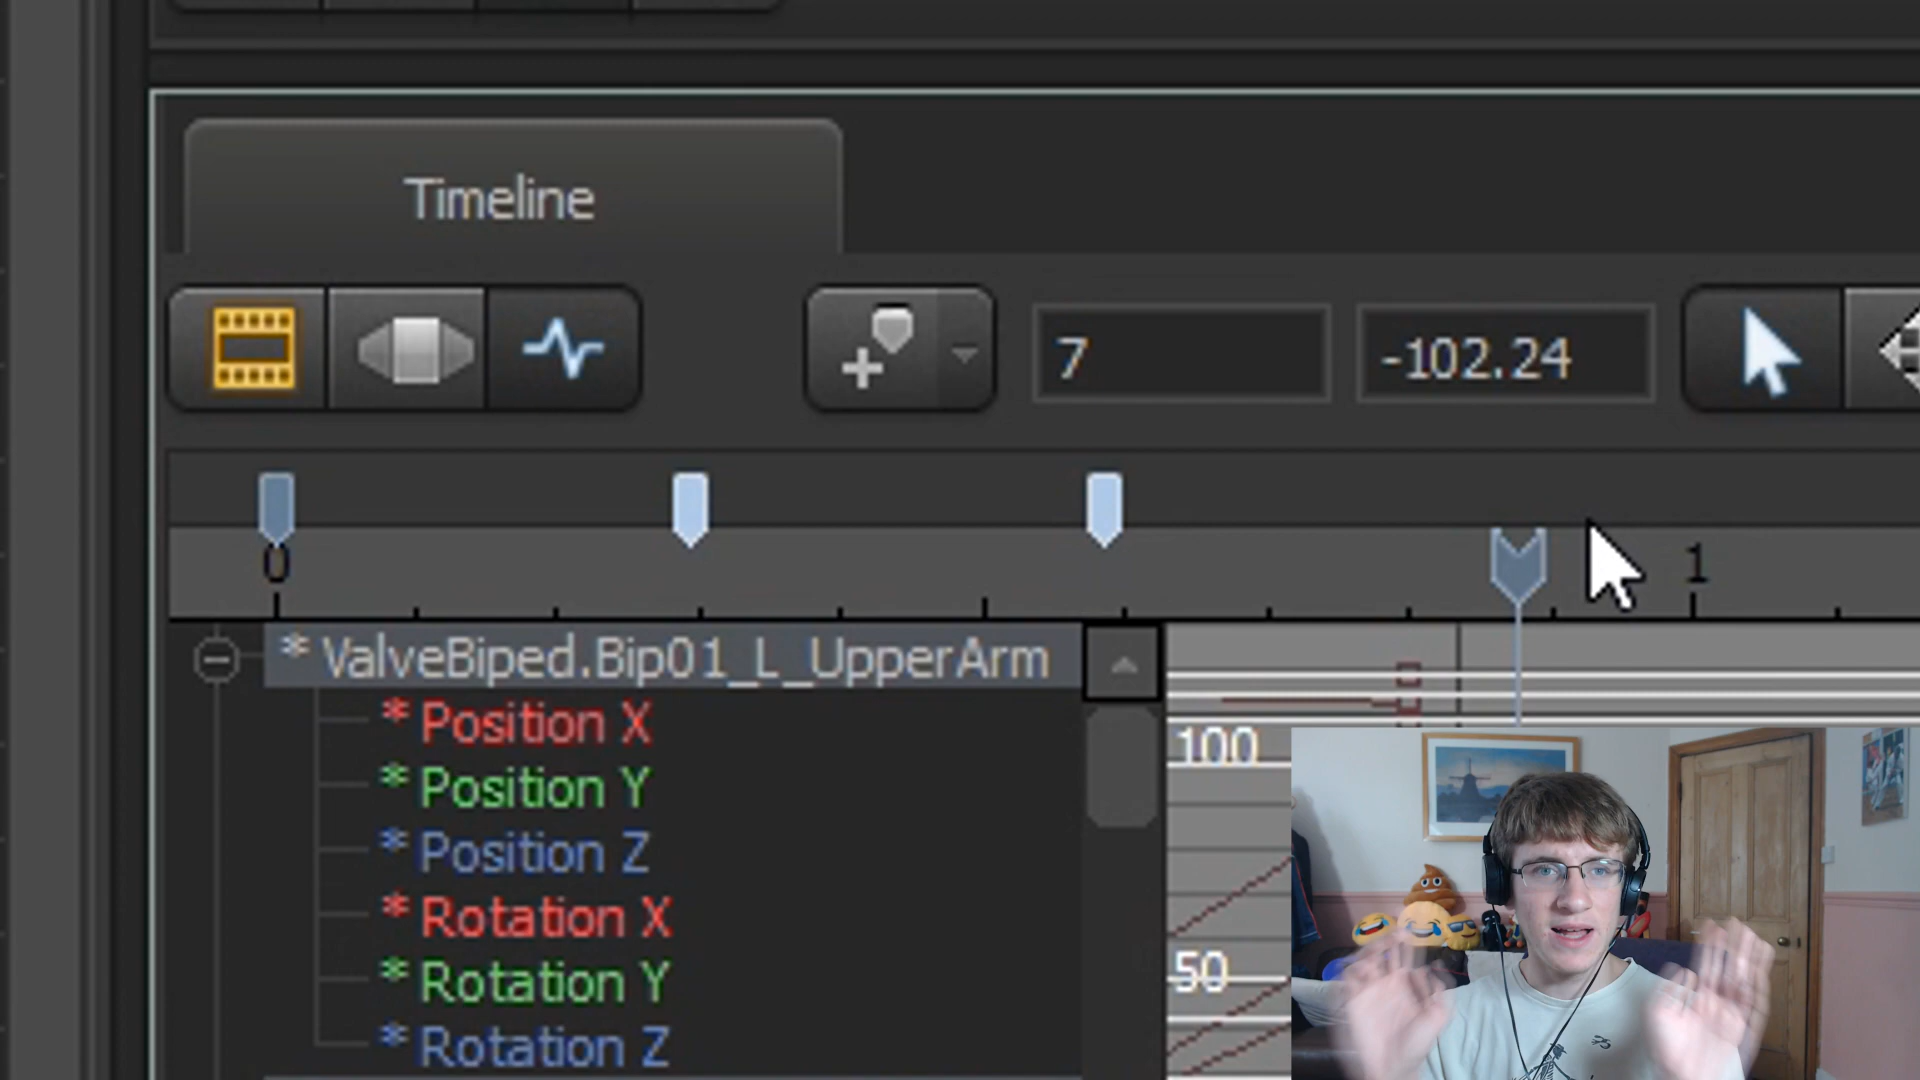 Timeline
7
-102.24
0
1
* ValveBiped.Bip01_L_UpperArm
* Position X
* Position Y
* Position Z
* Rotation X
* Rotation Y
* Rotation Z
100
50